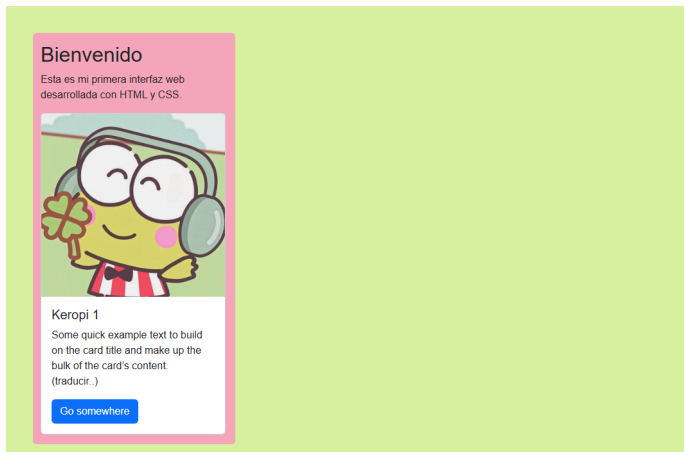 Bienvenido
Esta es mi primera interfaz web
desarrollada con HTML y CSS.
Keropi 1
Some quick example text to build
on the card title and make up the
bulk of the card's content.
(traducir..)
Go somewhere